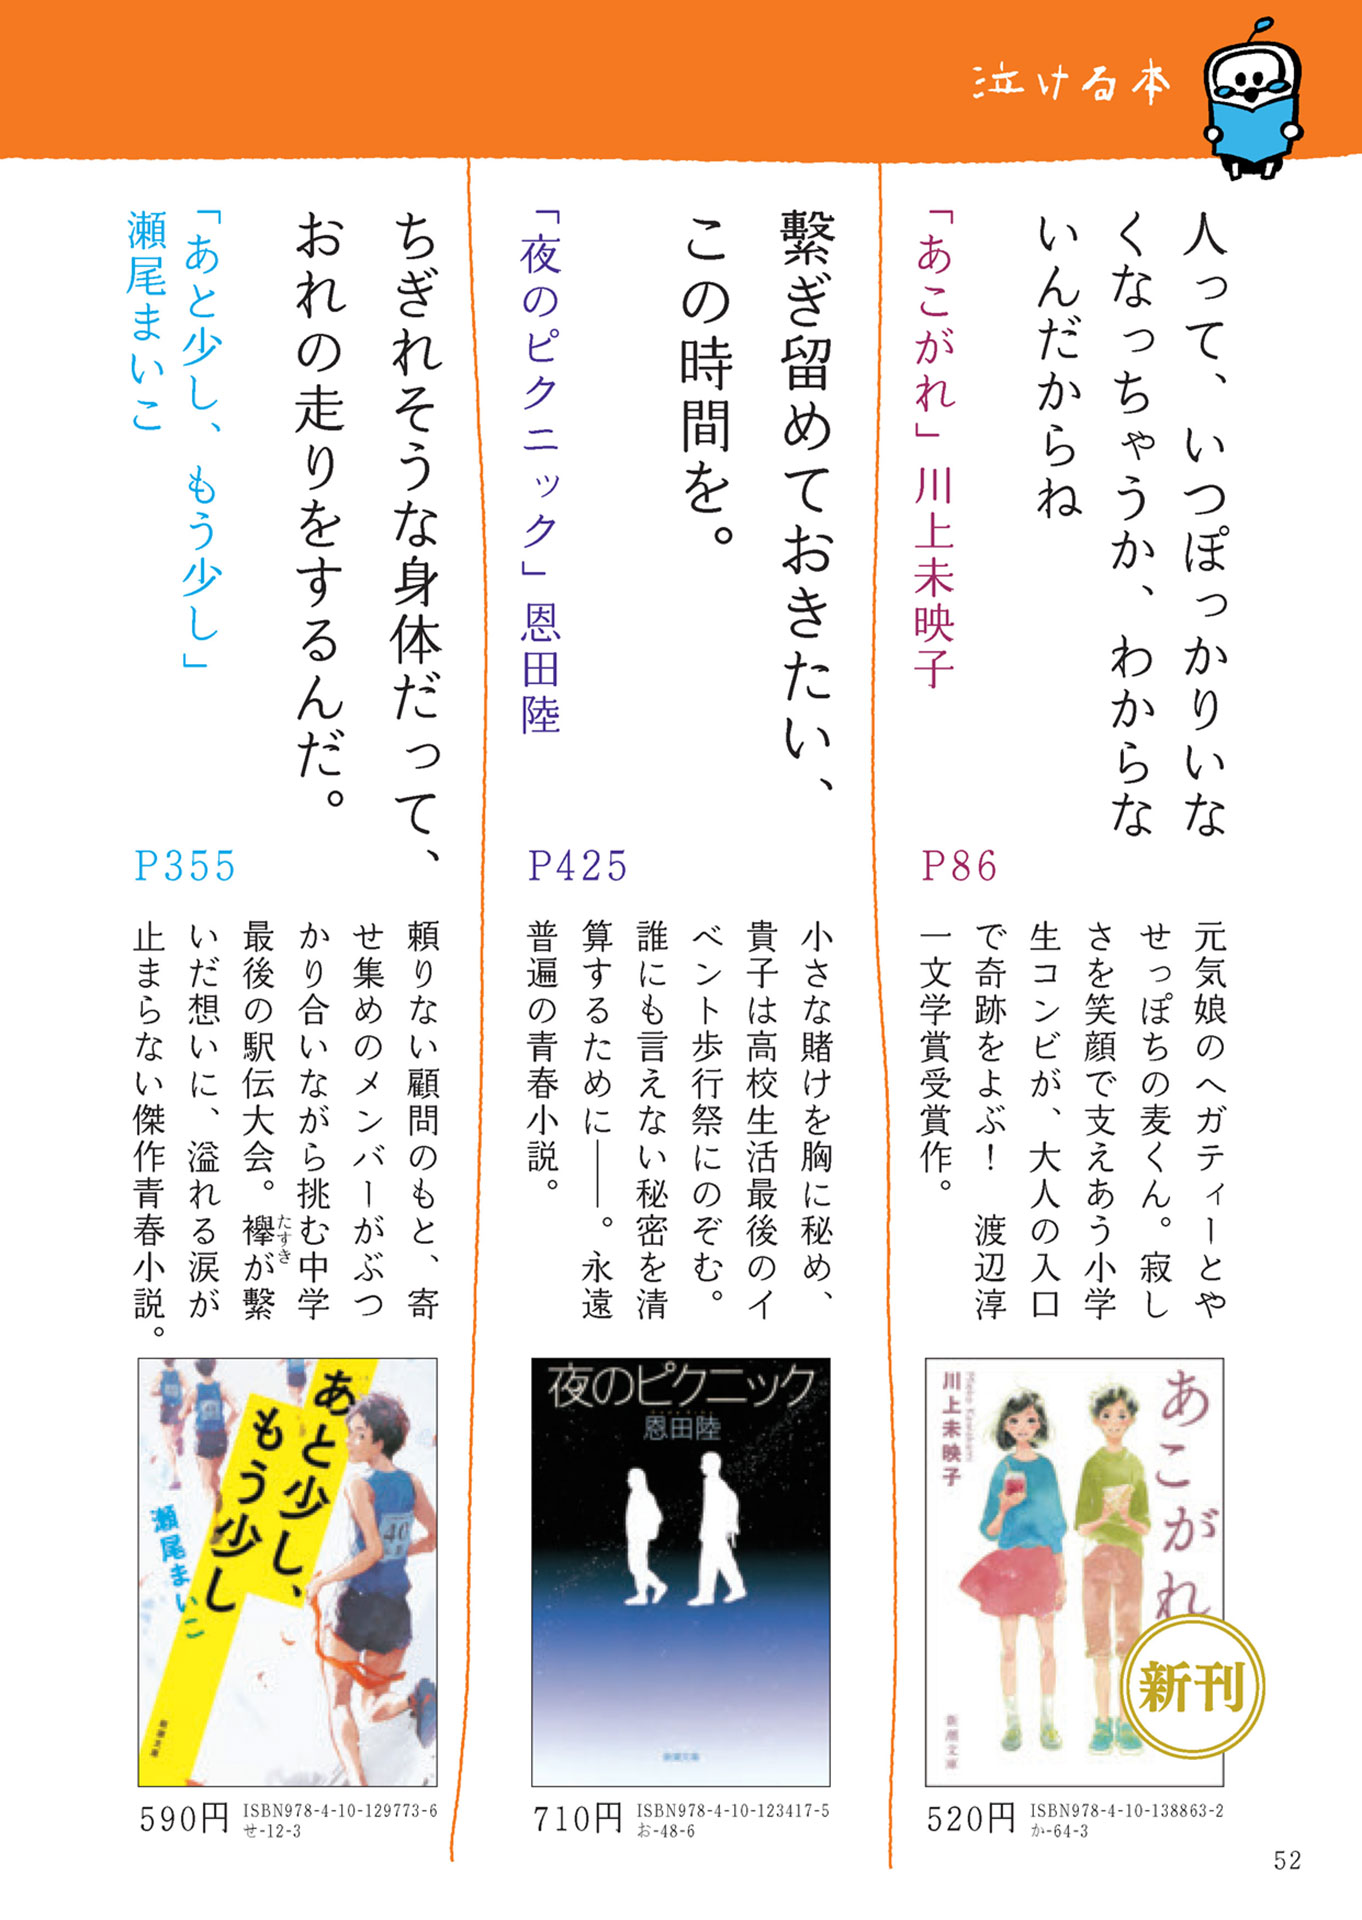 泣ける本
人って、いつぽっかりいな
くなっちゃうか、わからな
いんだからね
「あこがれ」川上未映子
P86
元気娘のヘガティーとや
せっぽちの麦くん。寂し
さを笑顔で支えあう小学
生コンビが、大人の入口
で奇跡をよぶ！　渡辺淳
一文学賞受賞作。
あこがれ
川上未映子
新潮文庫
新刊
520円
ISBN978-4-10-138863-2
か-64-3
繫ぎ留めておきたい、
この時間を。
「夜のピクニック」恩田陸
P425
小さな賭けを胸に秘め、
貴子は高校生活最後のイ
ベント歩行祭にのぞむ。
誰にも言えない秘密を清
算するために――。永遠
普遍の青春小説。
夜のピクニック
恩田陸
新潮文庫
710円
ISBN978-4-10-123417-5
お-48-6
ちぎれそうな身体だって、
おれの走りをするんだ。
「あと少し、もう少し」
瀬尾まいこ
P355
頼りない顧問のもと、寄
せ集めのメンバーがぶつ
かり合いながら挑む中学
最後の駅伝大会。襷が繫
たすき
いだ想いに、溢れる涙が
止まらない傑作青春小説。
あと少し、
もう少し
瀬尾まいこ
40
新潮文庫
590円
ISBN978-4-10-129773-6
せ-12-3
52